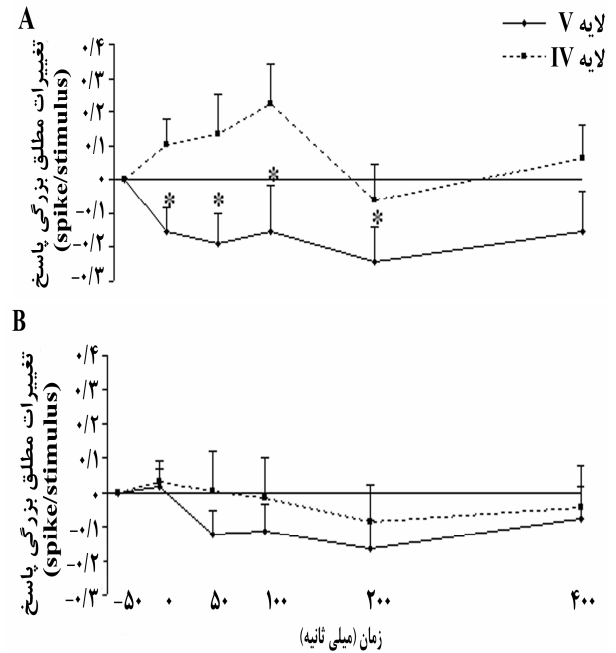 A
لایه V
لایه IV
تغییرات مطلق بزرگی پاسخ
(spike/stimulus)
۰/۴
۰/۳
۰/۲
۰/۱
۰
-۰/۱
-۰/۲
-۰/۳
*
*
*
*
B
تغییرات مطلق بزرگی پاسخ
(spike/stimulus)
۰/۴
۰/۳
۰/۲
۰/۱
۰
-۰/۱
-۰/۲
-۰/۳
-۵۰ ۰ ۵۰ ۱۰۰ ۲۰۰ ۴۰۰
زمان (میلی ثانیه)